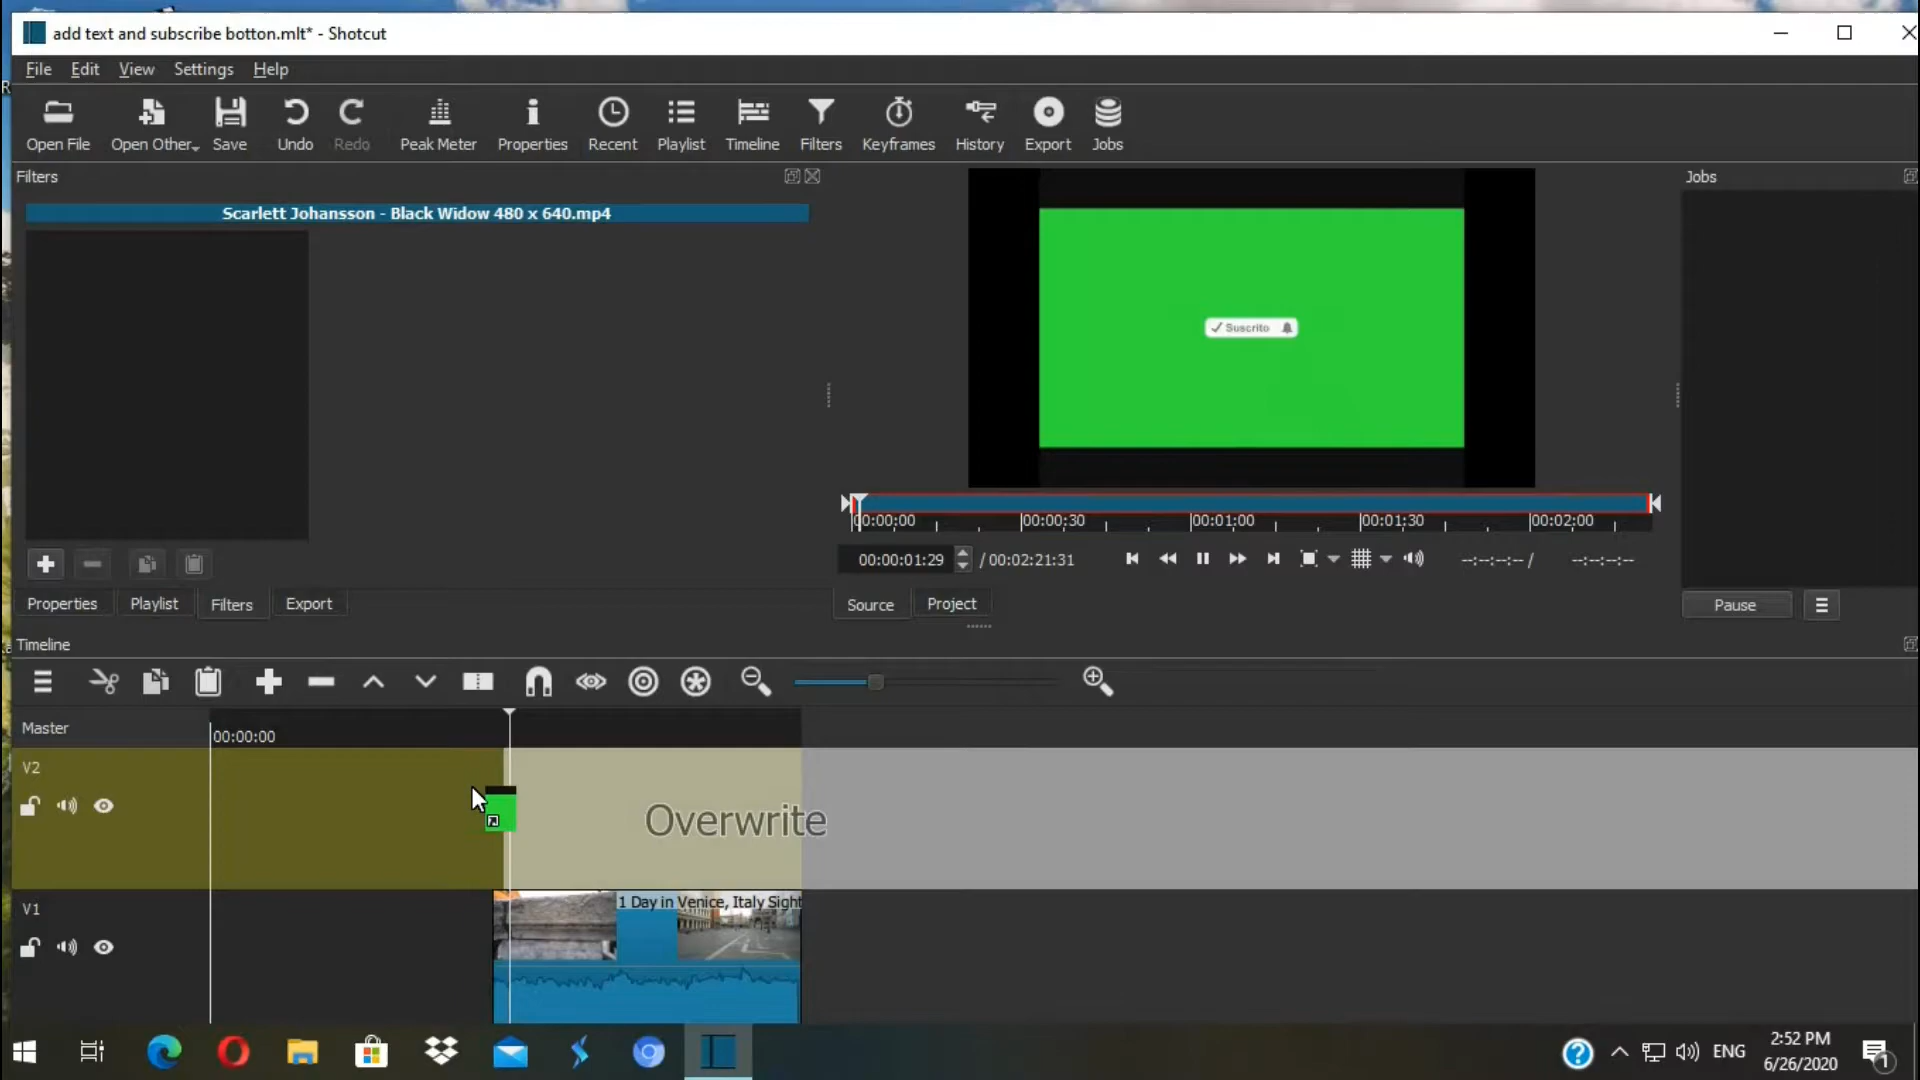 add text and subscribe botton.mlt* - Shotcut
File Edit View Settings Help
Open File Open Other Save Undo Redo Peak Meter Properties Recent Playlist Timeline Filters Keyframes History Export Jobs
Filters
Jobs
Scarlett Johansson - Black Widow 480 x 640.mp4
Suscrito
00:00:00 00:00:30 00:01:00 00:01:30 00:02:00
00:00:01:29 / 00:02:21:31 --:--:--:-- / --:--:--:--
Properties Playlist Filters Export
Source Project
Pause
Timeline
Master
00:00:00
V2
Overwrite
V1
1 Day in Venice, Italy Sight
ENG
2:52 PM
6/26/2020
1